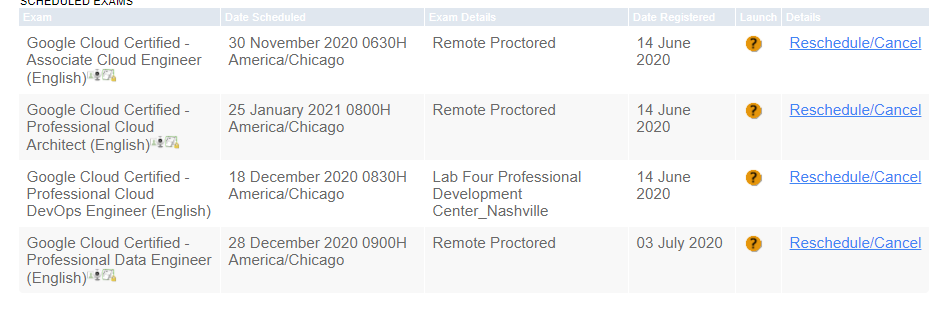 SCHEDULED EXAMS
Exam Date Scheduled Exam Details Date Registered Launch Details
Google Cloud Certified - 30 November 2020 0630H Remote Proctored 14 June ? Reschedule/Cancel
Associate Cloud Engineer America/Chicago 2020
(English)
Google Cloud Certified - 25 January 2021 0800H Remote Proctored 14 June ? Reschedule/Cancel
Professional Cloud America/Chicago 2020
Architect (English)
Google Cloud Certified - 18 December 2020 0830H Lab Four Professional 14 June ? Reschedule/Cancel
Professional Cloud America/Chicago Development 2020
DevOps Engineer (English) Center_Nashville
Google Cloud Certified - 28 December 2020 0900H Remote Proctored 03 July 2020 ? Reschedule/Cancel
Professional Data Engineer America/Chicago
(English)